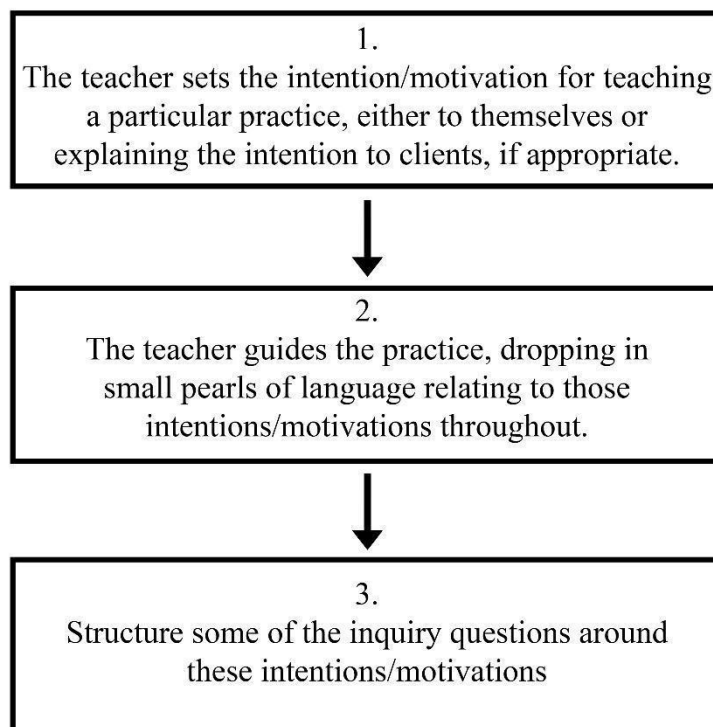 1.
The teacher sets the intention/motivation for teaching
a particular practice, either to themselves or
explaining the intention to clients, if appropriate.
2.
The teacher guides the practice, dropping in
small pearls of language relating to those
intentions/motivations throughout.
3.
Structure some of the inquiry questions around
these intentions/motivations